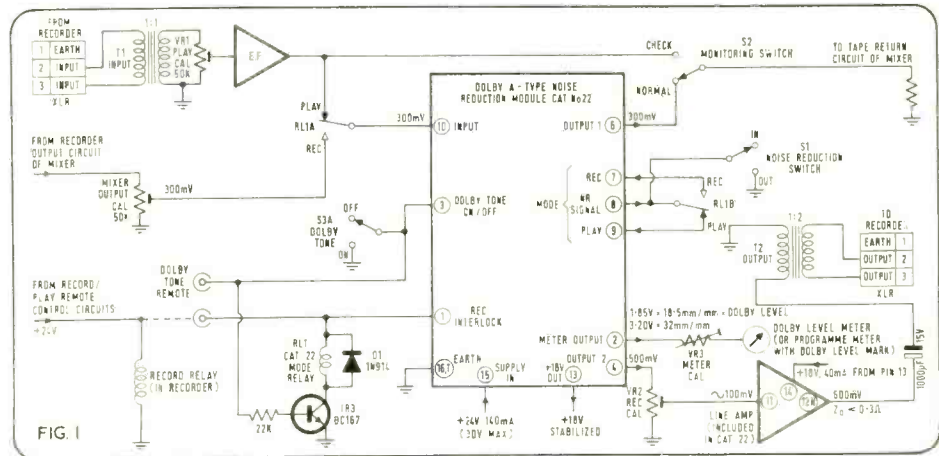 FROM
RECORDER
1 EARTH
2 INPUT
3 INPUT
XLR
1:1
T1
INPUT
VR1
PLAY
CAL
50K
E.F
CHECK
S2
MONITORING SWITCH
NORMAL
TO TAPE RETURN
CIRCUIT OF MIXER
DOLBY A-TYPE NOISE
REDUCTION MODULE CAT No22
PLAY
RL1A
REC
300mV
10 INPUT
OUTPUT 1 6
300mV
FROM RECORDER
OUTPUT CIRCUIT
OF MIXER
MIXER
OUTPUT
CAL
50K
300mV
IN
S1
NOISE REDUCTION
SWITCH
OUT
REC 7
REC
MODE
NR
SIGNAL 8
RL1B
PLAY 9
PLAY
3 DOLBY TONE
ON/OFF
OFF
S3A
DOLBY
TONE
ON
1:2
T2
OUTPUT
TO
RECORDER
EARTH 1
OUTPUT 2
OUTPUT 3
XLR
DOLBY
TONE
REMOTE
FROM RECORD/
PLAY REMOTE
CONTROL CIRCUITS
+24V
1 REC
INTERLOCK
RECORD RELAY
(IN RECORDER)
RL1
CAT 22
MODE
RELAY
D1
1N914
22K
TR3
BC167
16,T EARTH
15 SUPPLY
IN
+24V 140mA
(30V MAX)
+18V
OUT 13
+18V
STABILIZED
METER OUTPUT 2
OUTPUT 2
4
1·85V = 18·5mm/mm = DOLBY LEVEL
3·20V = 32mm/mm
VR3
METER CAL
DOLBY LEVEL METER
(OR PROGRAMME METER
WITH DOLBY LEVEL MARK)
500mV
VR2
REC
CAL
~100mV
+18V, 40mA FROM PIN 13
11
14
LINE AMP
(INCLUDED
IN CAT 22)
600mV
Zo < 0·3Ω
15V
1000µF
FIG. 1